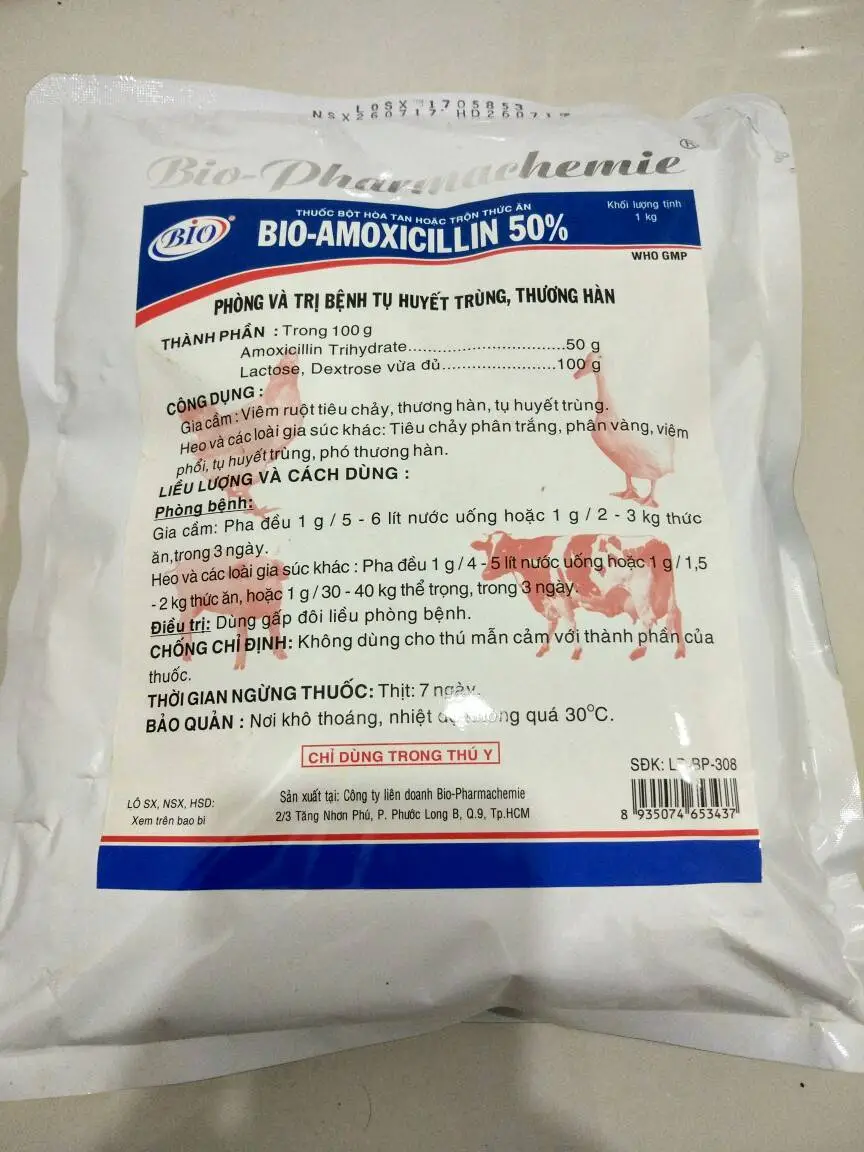 LOSX 1705853
NSX260717 HD26071
Bio-Pharmachemie®
BIO®
THUỐC BỘT HÒA TAN HOẶC TRỘN THỨC ĂN
BIO-AMOXICILLIN 50%
Khối lượng tịnh
1 kg
WHO GMP
PHÒNG VÀ TRỊ BỆNH TỤ HUYẾT TRÙNG, THƯƠNG HÀN
THÀNH PHẦN : Trong 100 g
Amoxicillin Trihydrate..............................50 g
Lactose, Dextrose vừa đủ......................100 g
CÔNG DỤNG :
Gia cầm : Viêm ruột tiêu chảy, thương hàn, tụ huyết trùng.
Heo và các loài gia súc khác: Tiêu chảy phân trắng, phân vàng, viêm
phổi, tụ huyết trùng, phó thương hàn.
LIỀU LƯỢNG VÀ CÁCH DÙNG :
Phòng bệnh:
Gia cầm: Pha đều 1 g / 5 - 6 lít nước uống hoặc 1 g / 2 - 3 kg thức
ăn,trong 3 ngày.
Heo và các loài gia súc khác : Pha đều 1 g / 4 - 5 lít nước uống hoặc 1 g / 1,5
- 2 kg thức ăn, hoặc 1 g / 30 - 40 kg thể trọng, trong 3 ngày.
Điều trị: Dùng gấp đôi liều phòng bệnh.
CHỐNG CHỈ ĐỊNH: Không dùng cho thú mẫn cảm với thành phần của
thuốc.
THỜI GIAN NGỪNG THUỐC: Thịt: 7 ngày.
BẢO QUẢN : Nơi khô thoáng, nhiệt độ không quá 30°C.
CHỈ DÙNG TRONG THÚ Y
SĐK: BP-308
LÔ SX, NSX, HSD:
Xem trên bao bì
Sản xuất tại: Công ty liên doanh Bio-Pharmachemie
2/3 Tăng Nhơn Phú, P. Phước Long B, Q.9, Tp.HCM
8 935074 653437